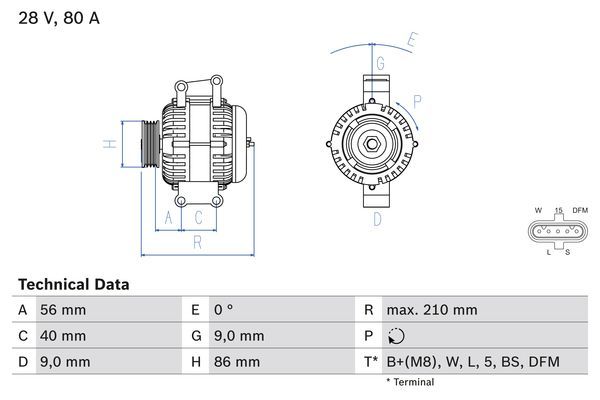 28 V, 80 A
E
G
P
H
A
C
R
D
W 15 DFM
L S
Technical Data
A 56 mm E 0 ° R max. 210 mm
C 40 mm G 9,0 mm P
D 9,0 mm H 86 mm T* B+(M8), W, L, 5, BS, DFM
* Terminal